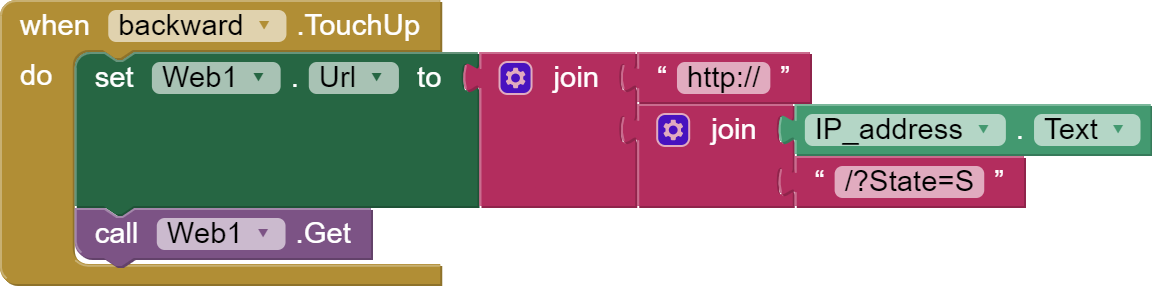 when backward .TouchUp
do set Web1 . Url to join “ http:// ”
join IP_address . Text
“ /?State=S ”
call Web1 .Get